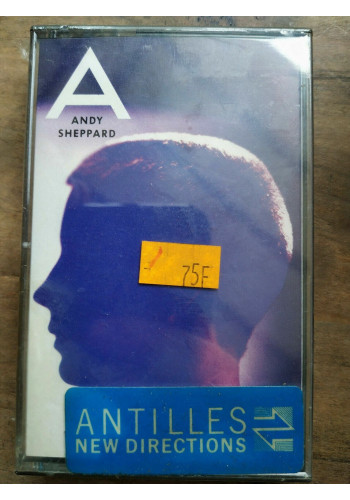 A
ANDY
SHEPPARD
75F
ANTILLES
NEW DIRECTIONS